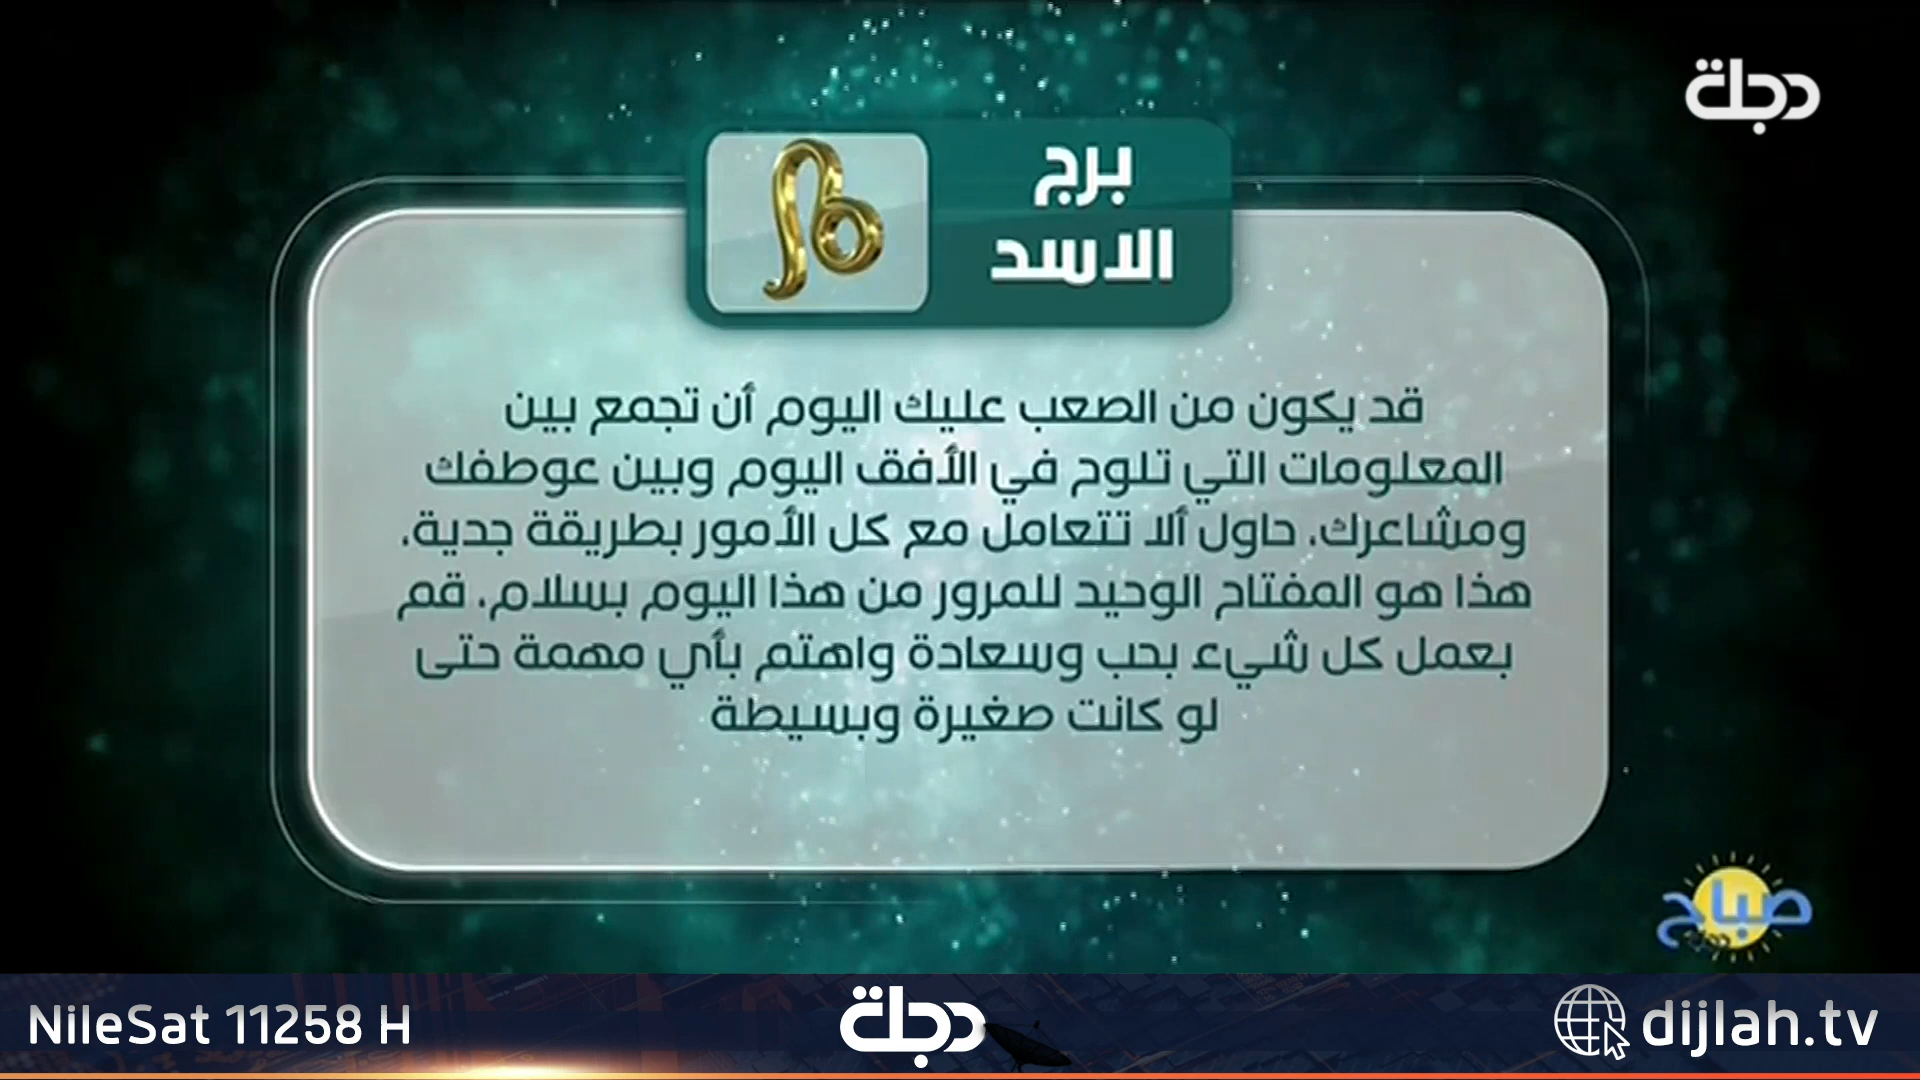 دجلة
برج
الاسد
قد يكون من الصعب عليك اليوم أن تجمع بين
المعلومات التي تلوح في الأفق اليوم وبين عوطفك
ومشاعرك. حاول ألا تتعامل مع كل الأمور بطريقة جدية،
هذا هو المفتاح الوحيد للمرور من هذا اليوم بسلام. قم
بعمل كل شيء بحب وسعادة واهتم بأي مهمة حتى
لو كانت صغيرة وبسيطة
صباح
NileSat 11258 H
دجلة
dijlah.tv